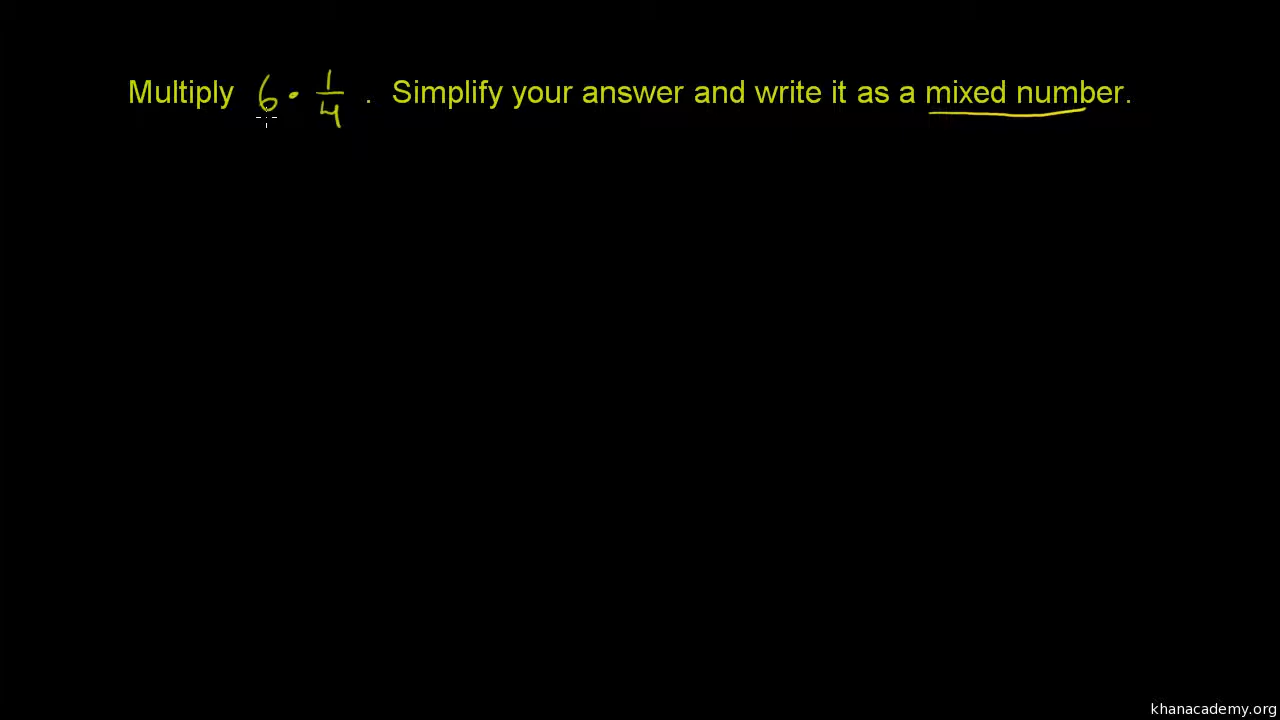 Multiply 6 · 1/4 . Simplify your answer and write it as a mixed number.
khanacademy.org